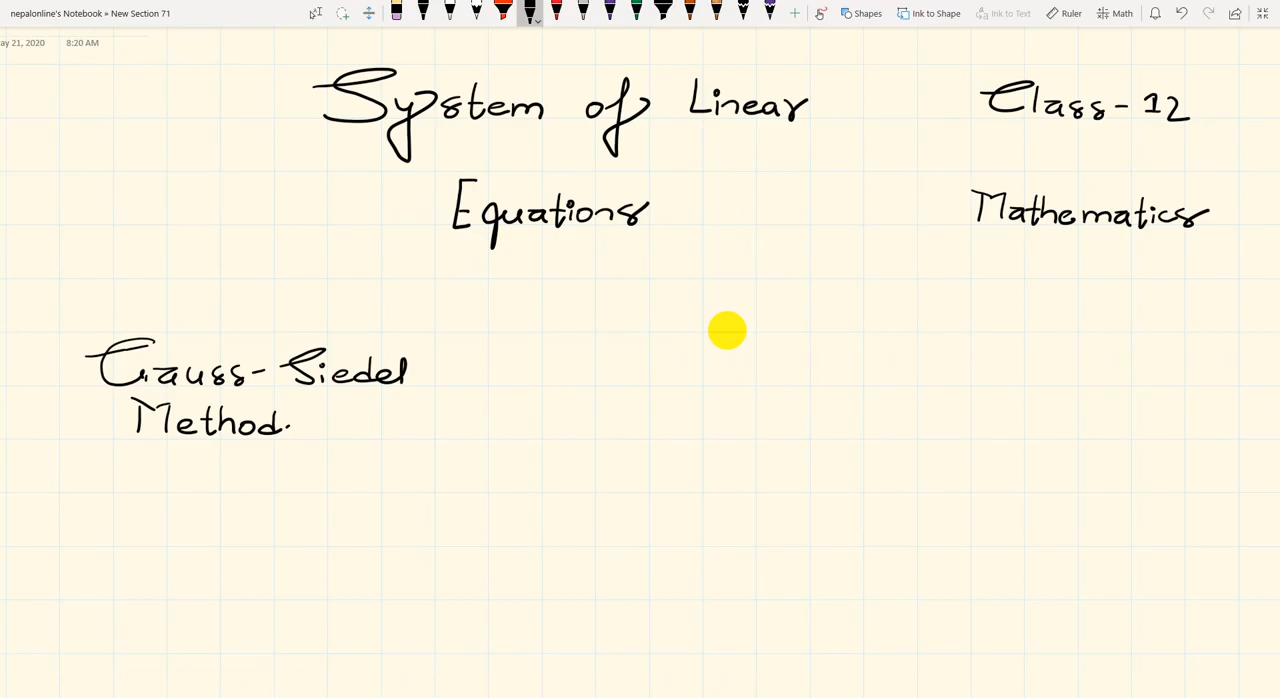 nepalonline's Notebook » New Section 71
Shapes
Ink to Shape
Ink to Text
Ruler
Math
ay 21, 2020 8:20 AM
System of Linear
Equations
Class-12
Mathematics
Gauss-Siedel
Method.